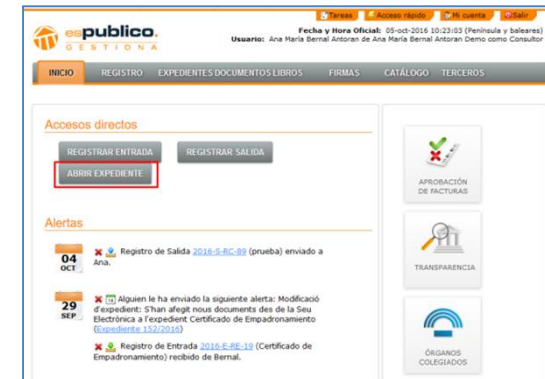 Tareas Acceso rápido Mi cuenta Salir
espublico.
GESTIONA
Fecha y Hora Oficial: 05-oct-2016 10:23:03 (Península y baleares)
Usuario: Ana María Bernal Antoran de Ana María Bernal Antoran Demo como Consultor
INICIO REGISTRO EXPEDIENTES DOCUMENTOS LIBROS FIRMAS CATÁLOGO TERCEROS
Accesos directos
REGISTRAR ENTRADA REGISTRAR SALIDA
ABRIR EXPEDIENTE
Alertas
04
OCT
Registro de Salida 2016-S-RC-89 (prueba) enviado a
Ana.
29
SEP
Alguien le ha enviado la siguiente alerta: Modificació
d'expedient: S'han afegit nous documents des de la Seu
Electrònica a l'expedient Certificado de Empadronamiento
(Expediente 152/2016)
Registro de Entrada 2016-E-RE-19 (Certificado de
Empadronamiento) recibido de Bernal.
APROBACIÓN
DE FACTURAS
TRANSPARENCIA
ÓRGANOS
COLEGIADOS